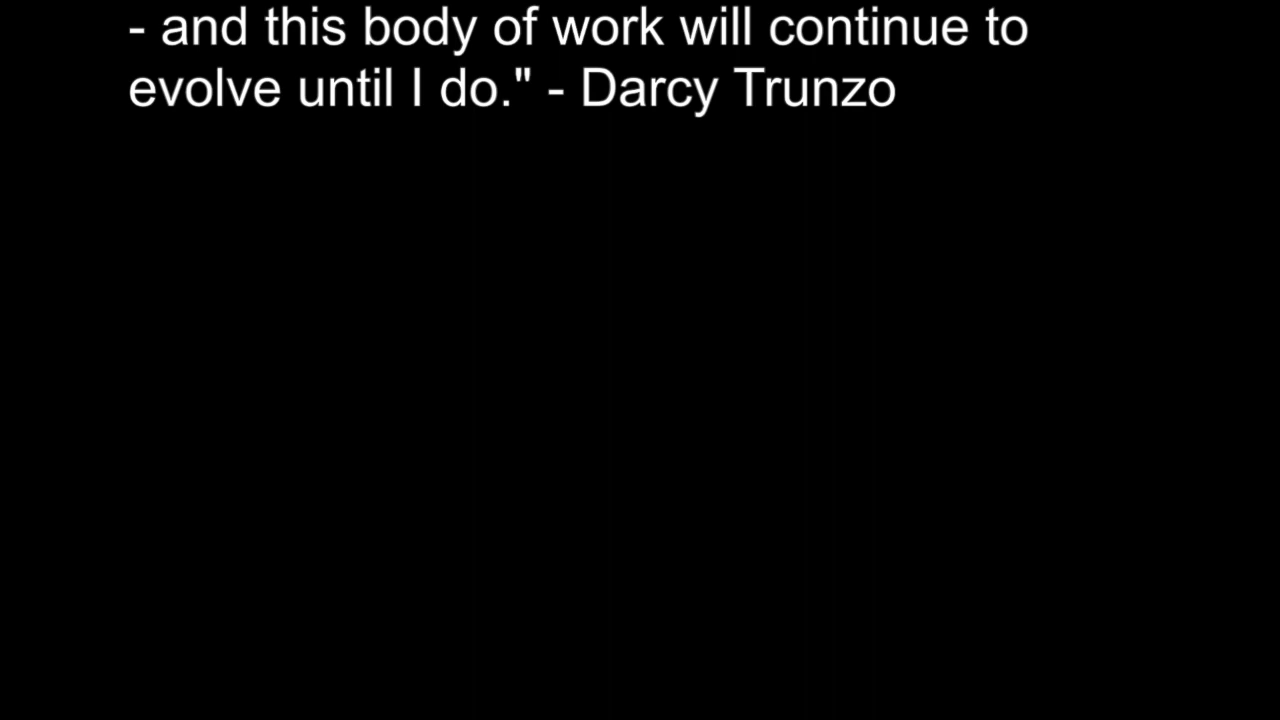 - and this body of work will continue to
evolve until I do." - Darcy Trunzo